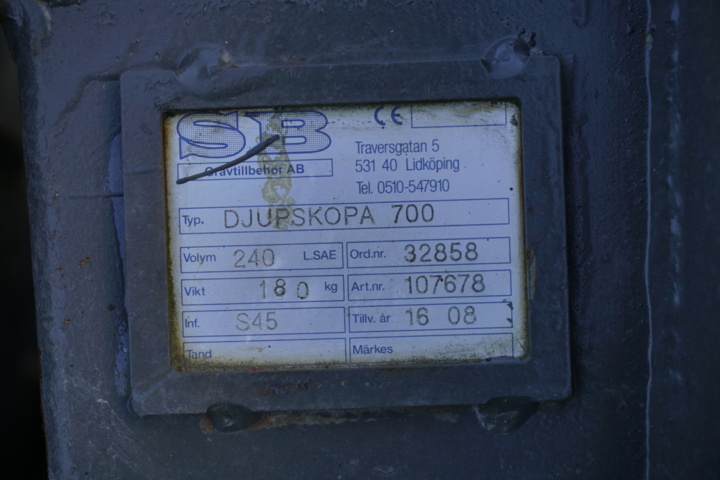 STB CE
Grävtillbehör AB
Traversgatan 5
531 40 Lidköping
Tel. 0510-547910
Typ. DJUPSKOPA 700
Volym 240 L.SAE Ord.nr. 32858
Vikt 180 kg Art.nr. 107678
Inf. S45 Tillv. år 16 08
Tand Märkes